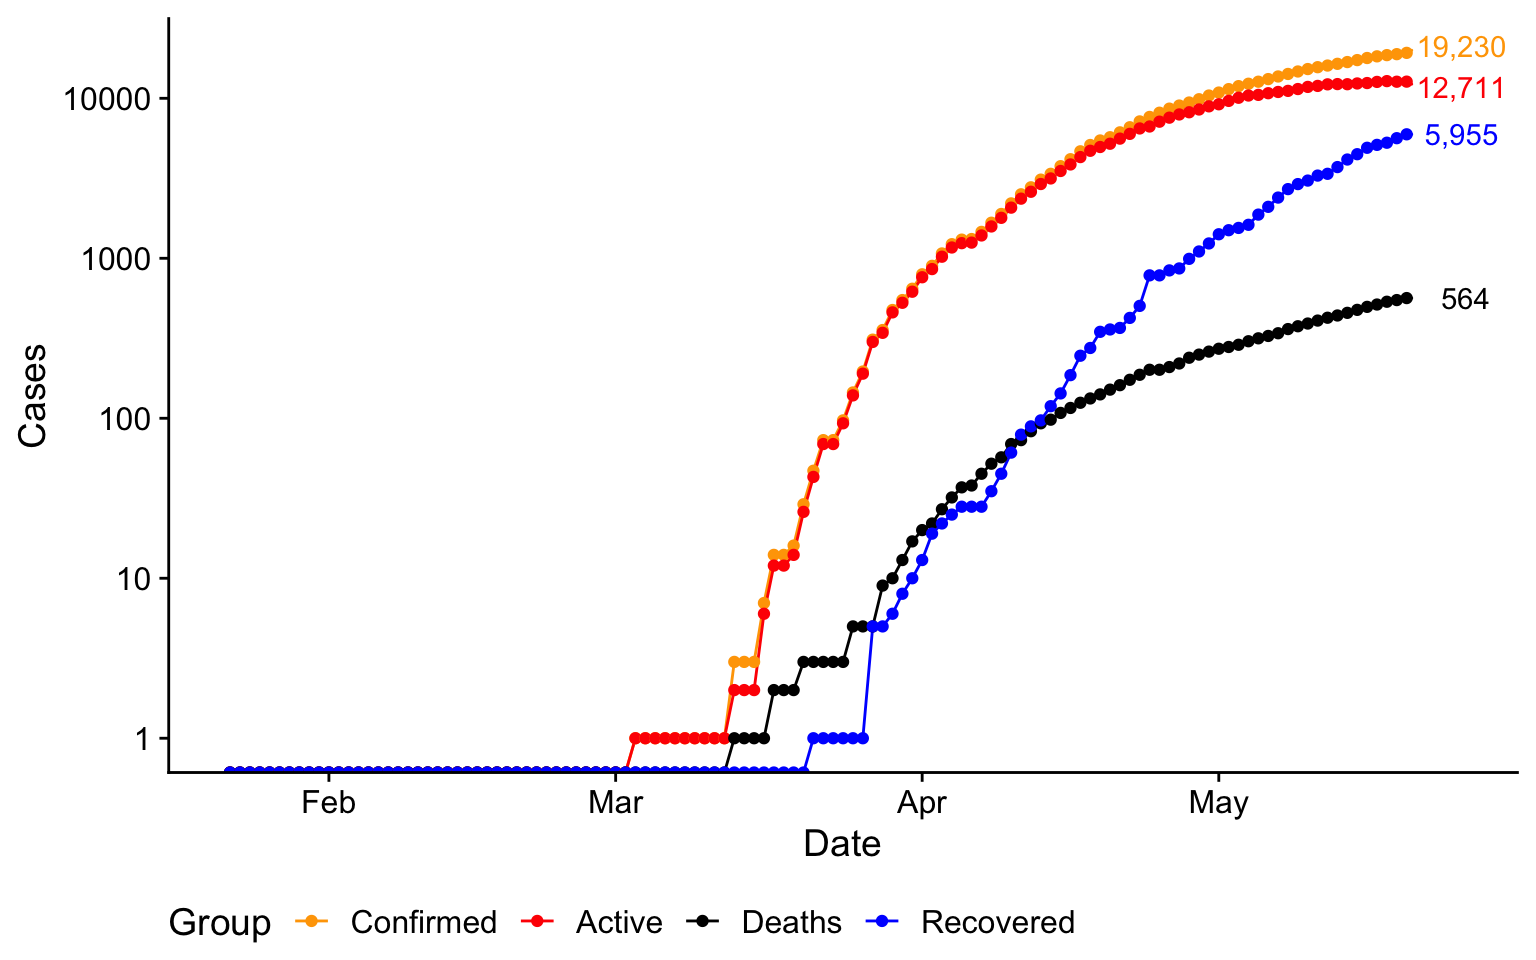 19,230
10000
12,711
5,955
1000
564
100
10
1
Cases
Feb Mar Apr May
Date
Group Confirmed Active Deaths Recovered